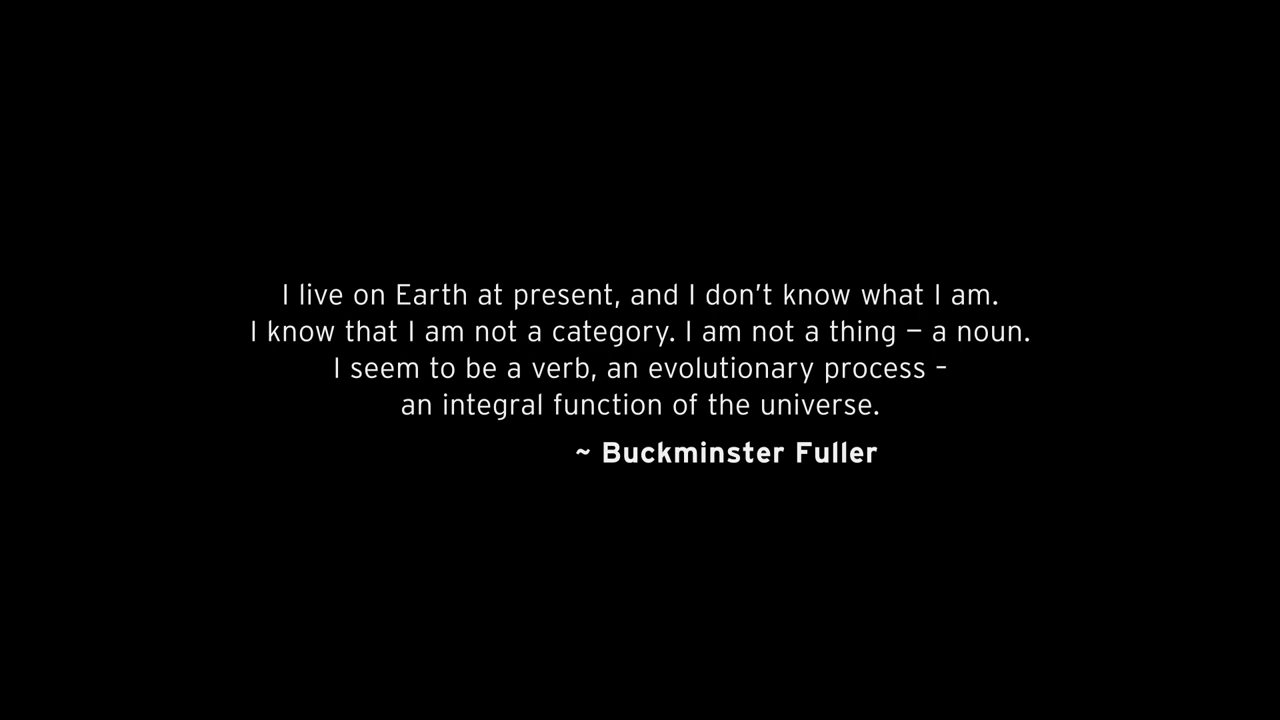 I live on Earth at present, and I don’t know what I am.
I know that I am not a category. I am not a thing — a noun.
I seem to be a verb, an evolutionary process –
an integral function of the universe.
~ Buckminster Fuller